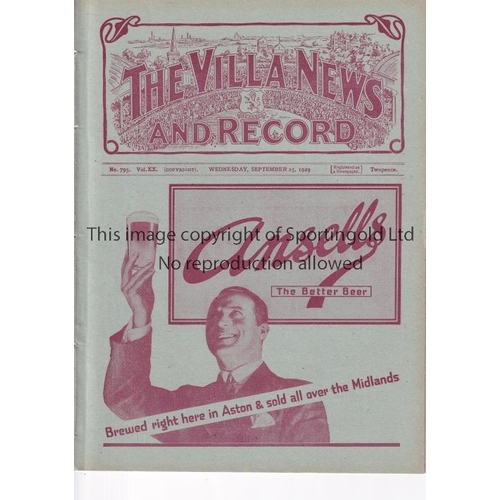 THE VILLA NEWS
AND RECORD
No. 795. Vol. XX. (COPYRIGHT). WEDNESDAY, SEPTEMBER 25, 1929 Registered as a Newspaper. Twopence.
Ansells
This image copyright of Sportingold Ltd
No reproduction allowed
The Better Beer
Brewed right here in Aston & sold all over the Midlands